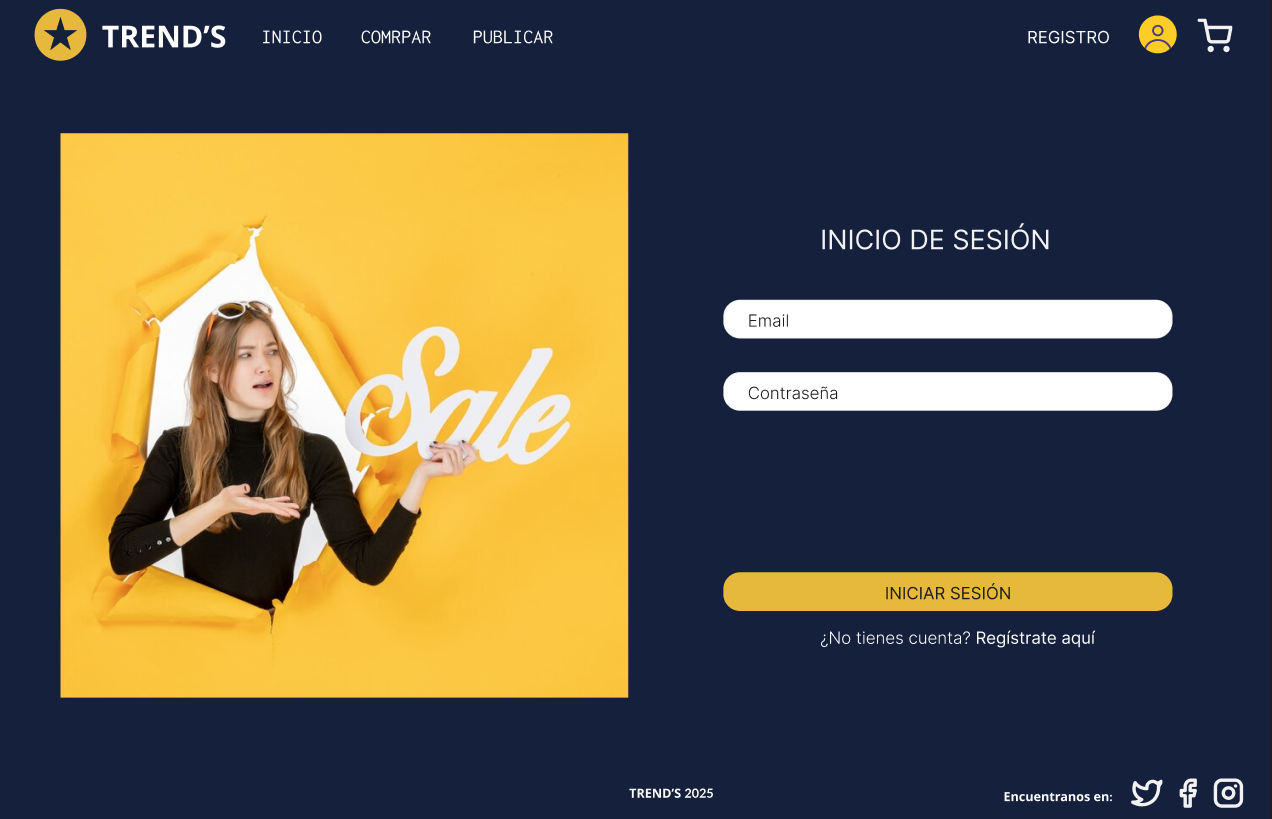 TREND'S INICIO COMRPAR PUBLICAR REGISTRO
Sale
INICIO DE SESIÓN
Email
Contraseña
INICIAR SESIÓN
¿No tienes cuenta? Regístrate aquí
TREND'S 2025
Encuentranos en: